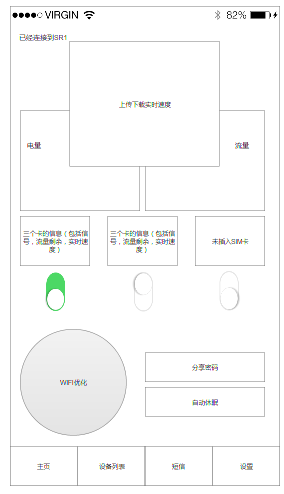 VIRGIN 82%
已经连接到SR1
上传下载实时速度
电量
流量
三个卡的信息（包括信
号，流量剩余，实时速
度）
三个卡的信息（包括信
号，流量剩余，实时速
度）
未插入SIM卡
WIFI优化
分享密码
自动休眠
主页
设备列表
短信
设置